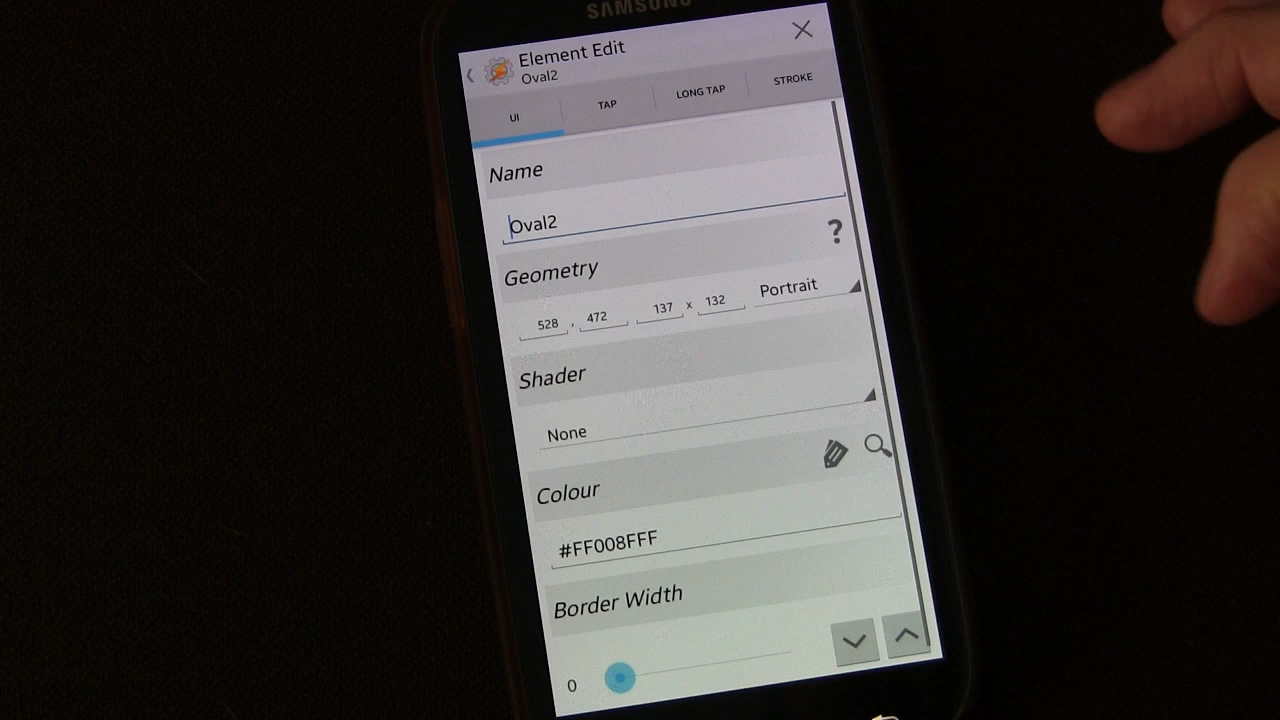 SAMSUNG
Element Edit
Oval2
UI TAP LONG TAP STROKE
Name
Oval2
Geometry ?
528 , 472 137 x 132 Portrait
Shader
None
Colour
#FF008FFF
Border Width
0